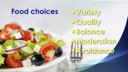 Food choices
•Variety
•Quality
•Balance
•Moderation
•Avoidance